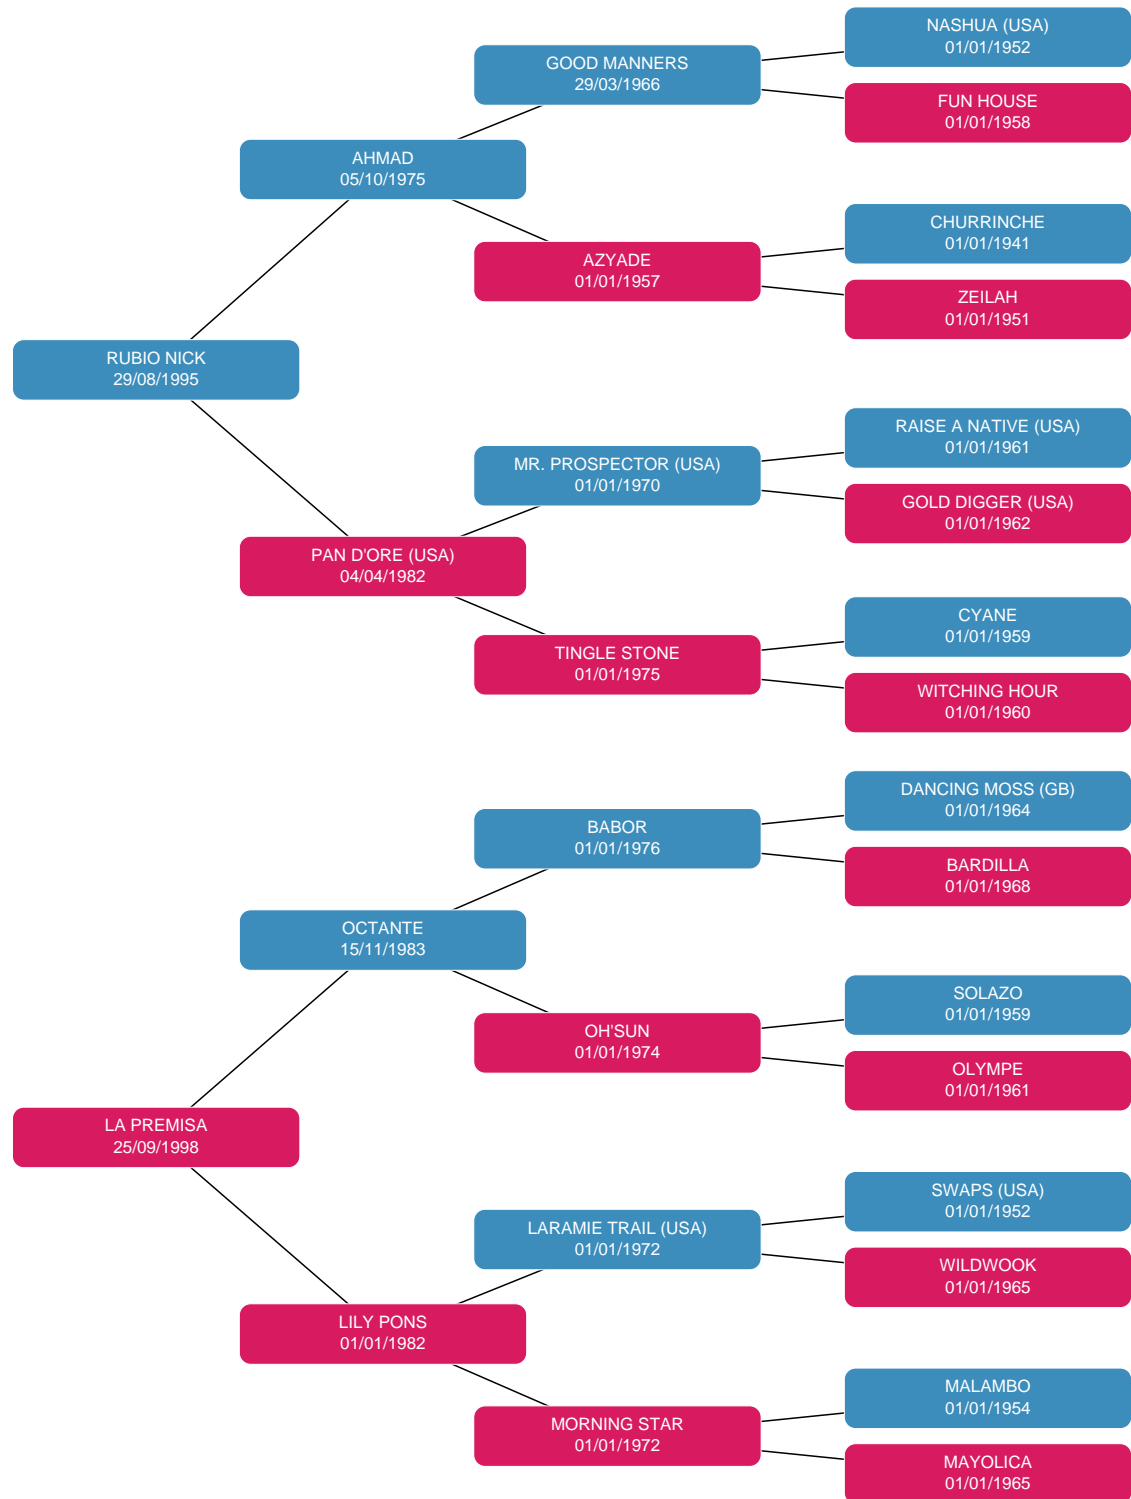 NASHUA (USA)
01/01/1952
GOOD MANNERS
29/03/1966
FUN HOUSE
01/01/1958
AHMAD
05/10/1975
CHURRINCHE
01/01/1941
AZYADE
01/01/1957
ZEILAH
01/01/1951
RUBIO NICK
29/08/1995
RAISE A NATIVE (USA)
01/01/1961
MR. PROSPECTOR (USA)
01/01/1970
GOLD DIGGER (USA)
01/01/1962
PAN D'ORE (USA)
04/04/1982
CYANE
01/01/1959
TINGLE STONE
01/01/1975
WITCHING HOUR
01/01/1960
DANCING MOSS (GB)
01/01/1964
BABOR
01/01/1976
BARDILLA
01/01/1968
OCTANTE
15/11/1983
SOLAZO
01/01/1959
OH'SUN
01/01/1974
OLYMPE
01/01/1961
LA PREMISA
25/09/1998
SWAPS (USA)
01/01/1952
LARAMIE TRAIL (USA)
01/01/1972
WILDWOOK
01/01/1965
LILY PONS
01/01/1982
MALAMBO
01/01/1954
MORNING STAR
01/01/1972
MAYOLICA
01/01/1965